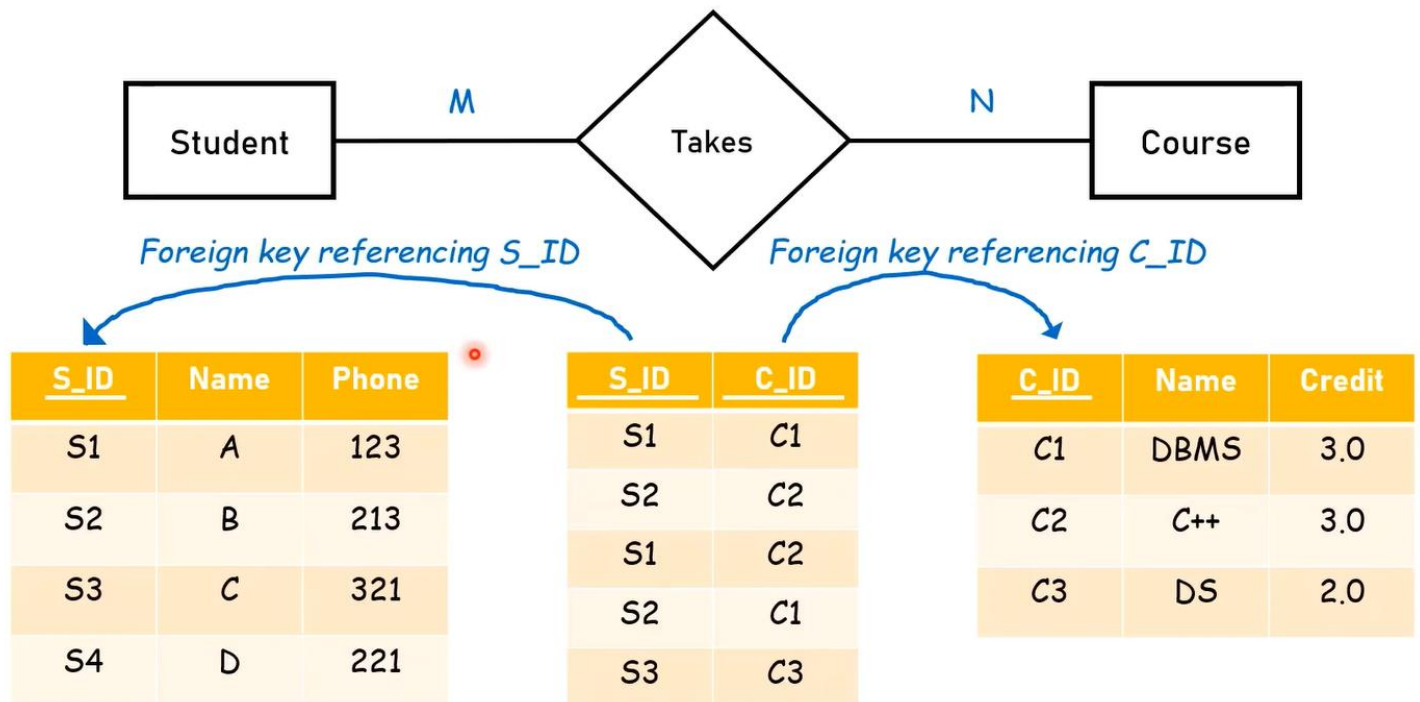 M
N
Student
Takes
Course
Foreign key referencing S_ID
Foreign key referencing C_ID
S_ID Name Phone
S1 A 123
S2 B 213
S3 C 321
S4 D 221
S_ID C_ID
S1 C1
S2 C2
S1 C2
S2 C1
S3 C3
C_ID Name Credit
C1 DBMS 3.0
C2 C++ 3.0
C3 DS 2.0